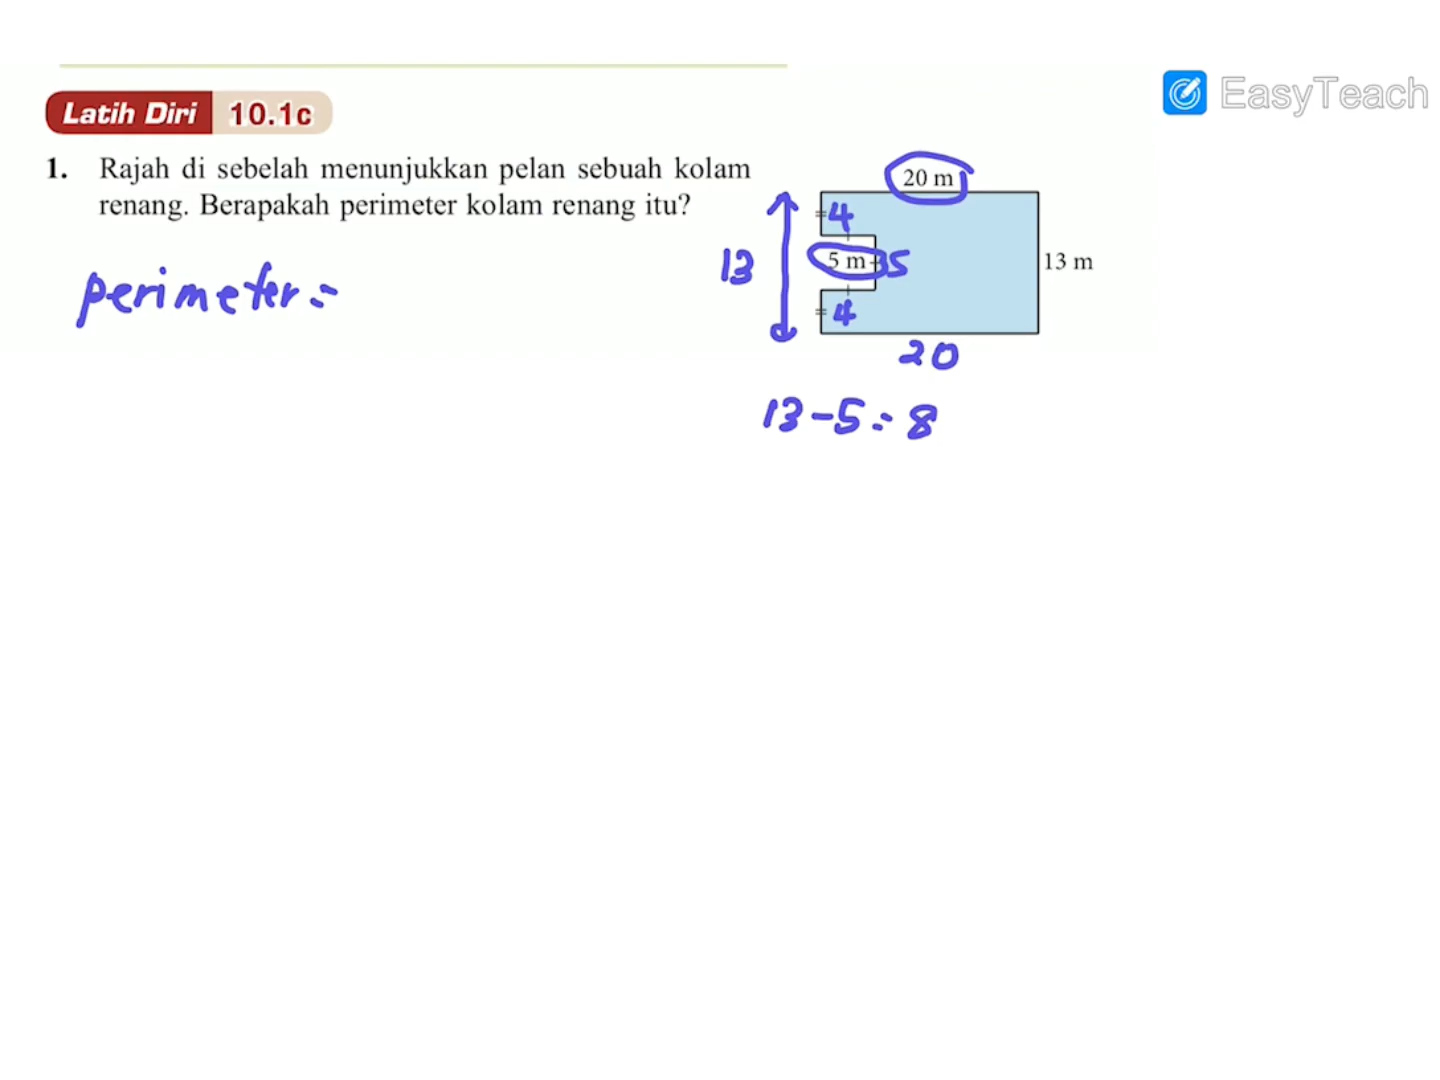 EasyTeach
Latih Diri 10.1c
1. Rajah di sebelah menunjukkan pelan sebuah kolam
renang. Berapakah perimeter kolam renang itu?
perimeter =
20 m
4
13
5 m
5
13 m
4
20
13 - 5 = 8